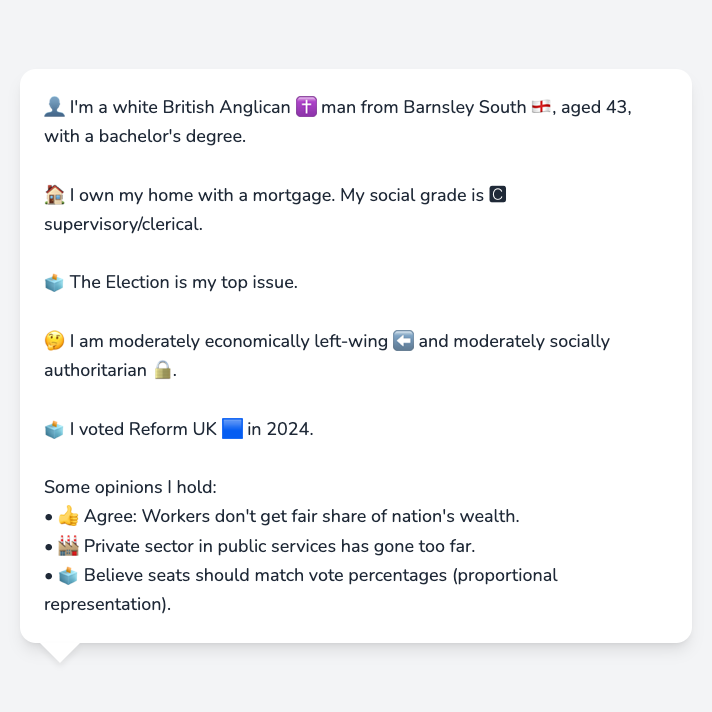 👤 I'm a white British Anglican ✝️ man from Barnsley South 🏴󠁧󠁢󠁥󠁮󠁧󠁿, aged 43,
with a bachelor's degree.
🏠 I own my home with a mortgage. My social grade is 🅲
supervisory/clerical.
🗳️ The Election is my top issue.
🤔 I am moderately economically left-wing ⬅️ and moderately socially
authoritarian 🔒.
🗳️ I voted Reform UK 🟦 in 2024.
Some opinions I hold:
• 👍 Agree: Workers don't get fair share of nation's wealth.
• 🏭 Private sector in public services has gone too far.
• 🗳️ Believe seats should match vote percentages (proportional
representation).